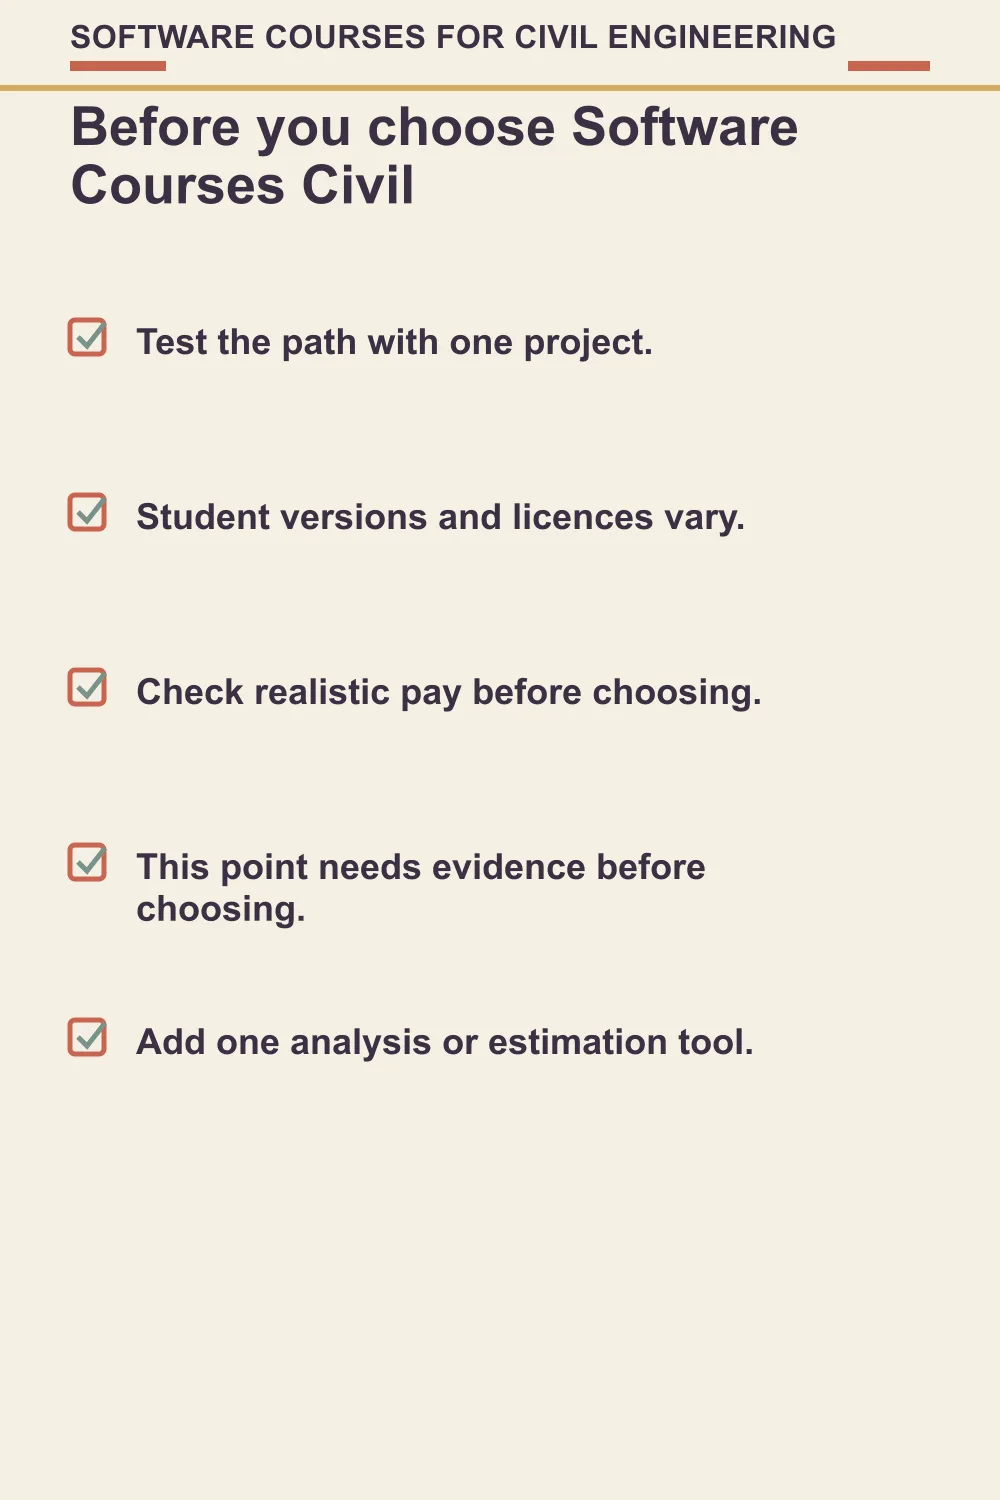 SOFTWARE COURSES FOR CIVIL ENGINEERING
Before you choose Software
Courses Civil
Test the path with one project.
Student versions and licences vary.
Check realistic pay before choosing.
This point needs evidence before
choosing.
Add one analysis or estimation tool.